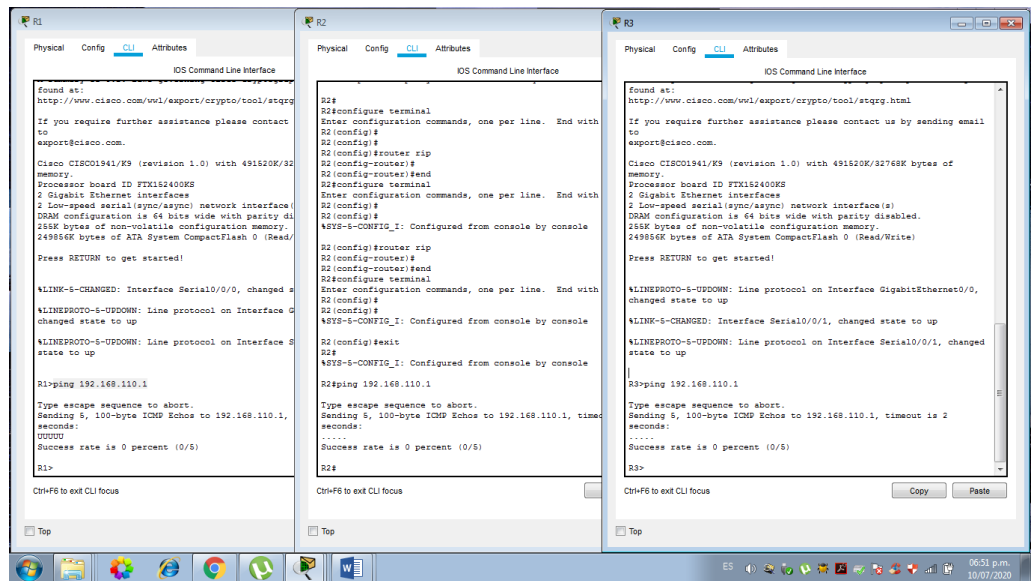 R1
Physical Config CLI Attributes
IOS Command Line Interface
found at:
http://www.cisco.com/wwl/export/crypto/tool/stqrg
If you require further assistance please contact
to
export@cisco.com.
Cisco CISCO1941/K9 (revision 1.0) with 491520K/32
memory.
Processor board ID FTX152400KS
2 Gigabit Ethernet interfaces
2 Low-speed serial(sync/async) network interface(
DRAM configuration is 64 bits wide with parity di
255K bytes of non-volatile configuration memory.
249856K bytes of ATA System CompactFlash 0 (Read/
Press RETURN to get started!
%LINK-5-CHANGED: Interface Serial0/0/0, changed s
%LINEPROTO-5-UPDOWN: Line protocol on Interface G
changed state to up
%LINEPROTO-5-UPDOWN: Line protocol on Interface S
state to up
R1>ping 192.168.110.1
Type escape sequence to abort.
Sending 5, 100-byte ICMP Echos to 192.168.110.1,
seconds:
UUUUU
Success rate is 0 percent (0/5)
R1>
Ctrl+F6 to exit CLI focus
Top
R2
Physical Config CLI Attributes
IOS Command Line Interface
R2#
R2#configure terminal
Enter configuration commands, one per line. End with
R2(config)#
R2(config)#
R2(config)#router rip
R2(config-router)#
R2(config-router)#end
R2#configure terminal
Enter configuration commands, one per line. End with
R2(config)#
R2(config)#
%SYS-5-CONFIG_I: Configured from console by console
R2(config)#router rip
R2(config-router)#
R2(config-router)#end
R2#configure terminal
Enter configuration commands, one per line. End with
R2(config)#
R2(config)#
%SYS-5-CONFIG_I: Configured from console by console
R2(config)#exit
R2#
%SYS-5-CONFIG_I: Configured from console by console
R2#ping 192.168.110.1
Type escape sequence to abort.
Sending 5, 100-byte ICMP Echos to 192.168.110.1, timeo
seconds:
.....
Success rate is 0 percent (0/5)
R2#
Ctrl+F6 to exit CLI focus
Top
R3
Physical Config CLI Attributes
IOS Command Line Interface
found at:
http://www.cisco.com/wwl/export/crypto/tool/stqrg.html
If you require further assistance please contact us by sending email
to
export@cisco.com.
Cisco CISCO1941/K9 (revision 1.0) with 491520K/32768K bytes of
memory.
Processor board ID FTX152400KS
2 Gigabit Ethernet interfaces
2 Low-speed serial(sync/async) network interface(s)
DRAM configuration is 64 bits wide with parity disabled.
255K bytes of non-volatile configuration memory.
249856K bytes of ATA System CompactFlash 0 (Read/Write)
Press RETURN to get started!
%LINEPROTO-5-UPDOWN: Line protocol on Interface GigabitEthernet0/0,
changed state to up
%LINK-5-CHANGED: Interface Serial0/0/1, changed state to up
%LINEPROTO-5-UPDOWN: Line protocol on Interface Serial0/0/1, changed
state to up
R3>ping 192.168.110.1
Type escape sequence to abort.
Sending 5, 100-byte ICMP Echos to 192.168.110.1, timeout is 2
seconds:
.....
Success rate is 0 percent (0/5)
R3>
Ctrl+F6 to exit CLI focus
Copy Paste
Top
ES
06:51 p.m.
10/07/2020